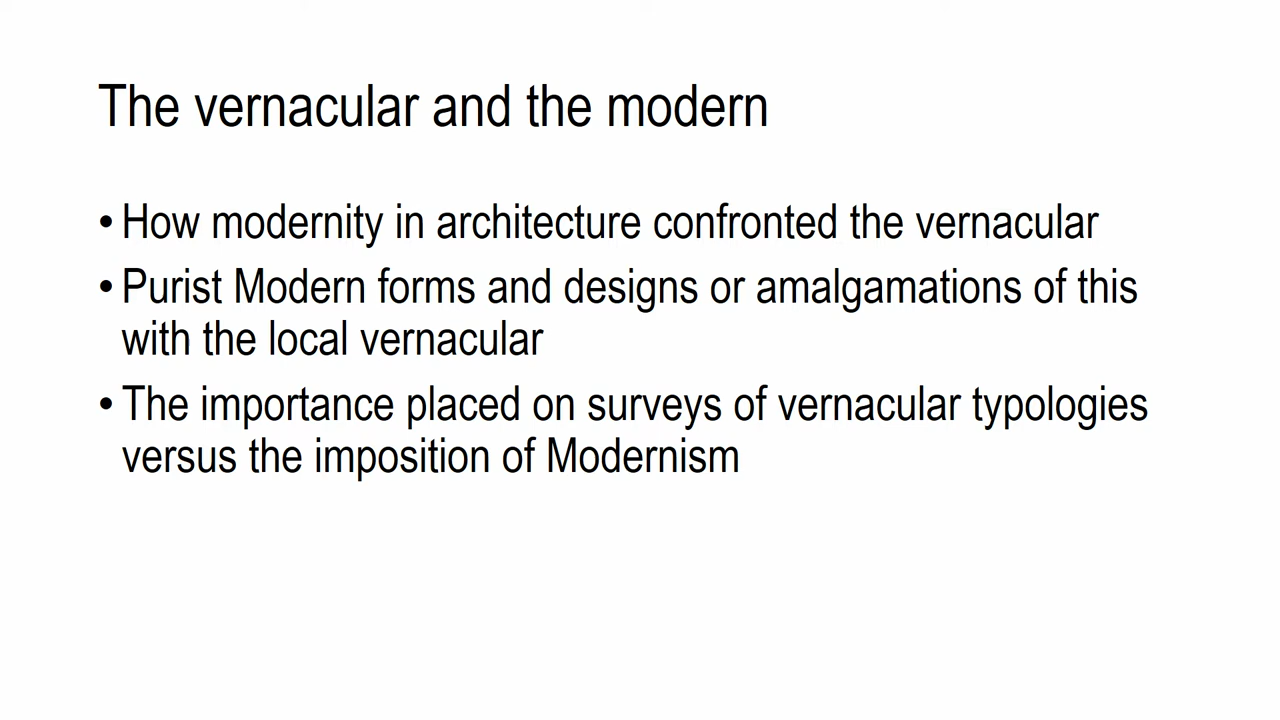 The vernacular and the modern
• How modernity in architecture confronted the vernacular
• Purist Modern forms and designs or amalgamations of this
with the local vernacular
• The importance placed on surveys of vernacular typologies
versus the imposition of Modernism